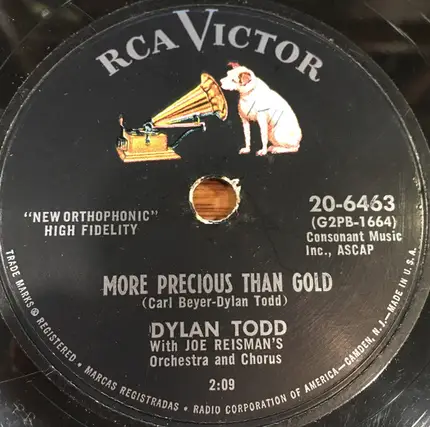 RCA VICTOR
"NEW ORTHOPHONIC"
HIGH FIDELITY
20-6463
(G2PB-1664)
Consonant Music
Inc., ASCAP
MORE PRECIOUS THAN GOLD
(Carl Beyer-Dylan Todd)
DYLAN TODD
With JOE REISMAN'S
Orchestra and Chorus
2:09
TRADE MARKS ® REGISTERED • MARCAS REGISTRADAS • RADIO CORPORATION OF AMERICA—CAMDEN, N.J.—MADE IN U.S.A.